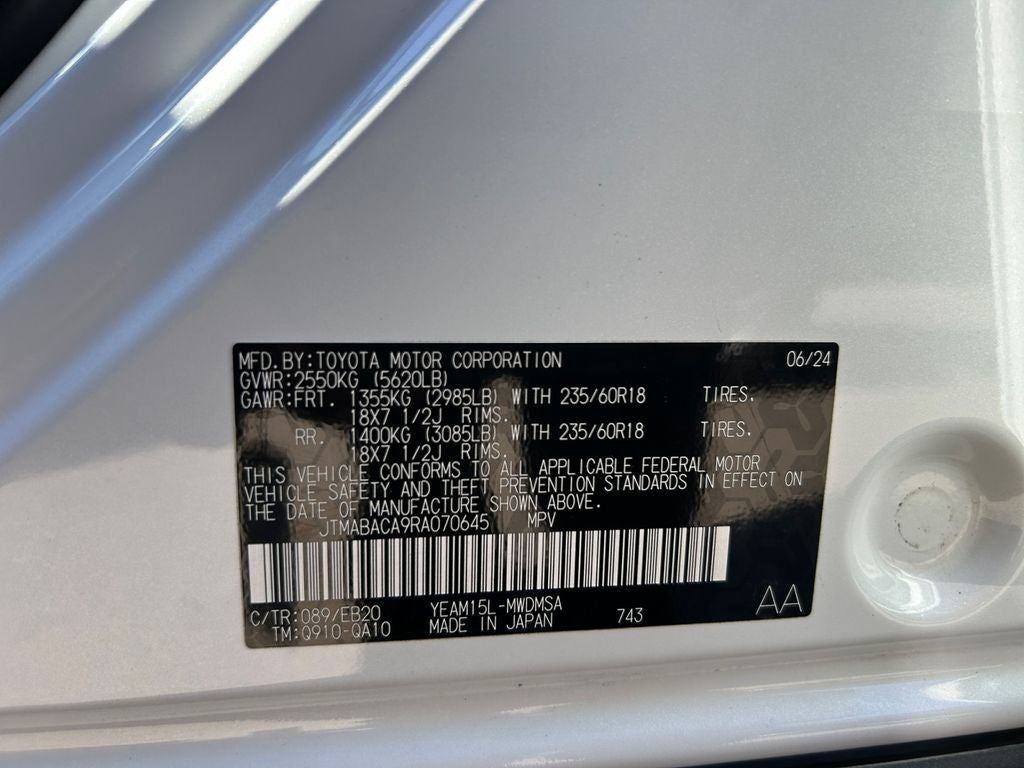 MFD.BY:TOYOTA MOTOR CORPORATION 06/24
GVWR:2550KG (5620LB)
GAWR:FRT. 1355KG (2985LB) WITH 235/60R18 TIRES,
18X7 1/2J RIMS.
RR. 1400KG (3085LB) WITH 235/60R18 TIRES,
18X7 1/2J RIMS.
THIS VEHICLE CONFORMS TO ALL APPLICABLE FEDERAL MOTOR
VEHICLE SAFETY AND THEFT PREVENTION STANDARDS IN EFFECT ON
THE DATE OF MANUFACTURE SHOWN ABOVE.
JTMABACA9RA070645 MPV
C/TR:089/EB20 YEAM15L-MWDMSA 743 AA
TM:Q910-QA10 MADE IN JAPAN